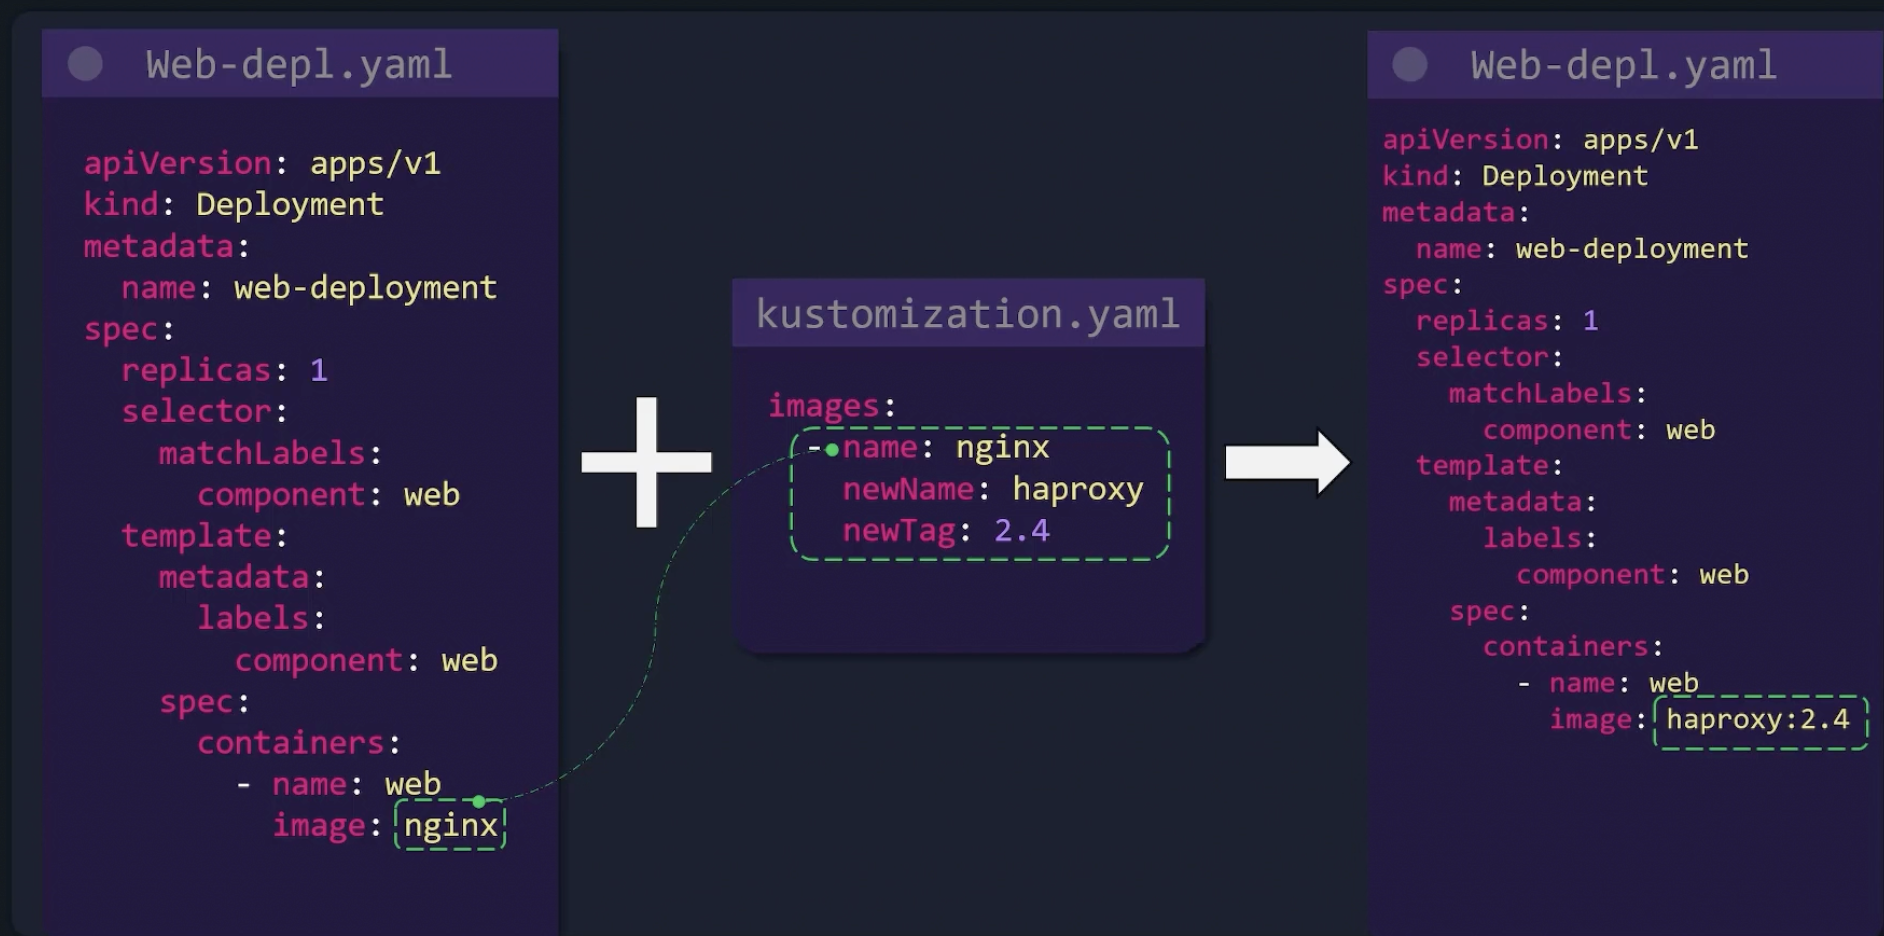 Web-depl.yaml
apiVersion: apps/v1
kind: Deployment
metadata:
  name: web-deployment
spec:
  replicas: 1
  selector:
    matchLabels:
      component: web
  template:
    metadata:
      labels:
        component: web
    spec:
      containers:
        - name: web
          image: nginx
kustomization.yaml
images:
  - name: nginx
    newName: haproxy
    newTag: 2.4
Web-depl.yaml
apiVersion: apps/v1
kind: Deployment
metadata:
  name: web-deployment
spec:
  replicas: 1
  selector:
    matchLabels:
      component: web
  template:
    metadata:
      labels:
        component: web
    spec:
      containers:
        - name: web
          image: haproxy:2.4